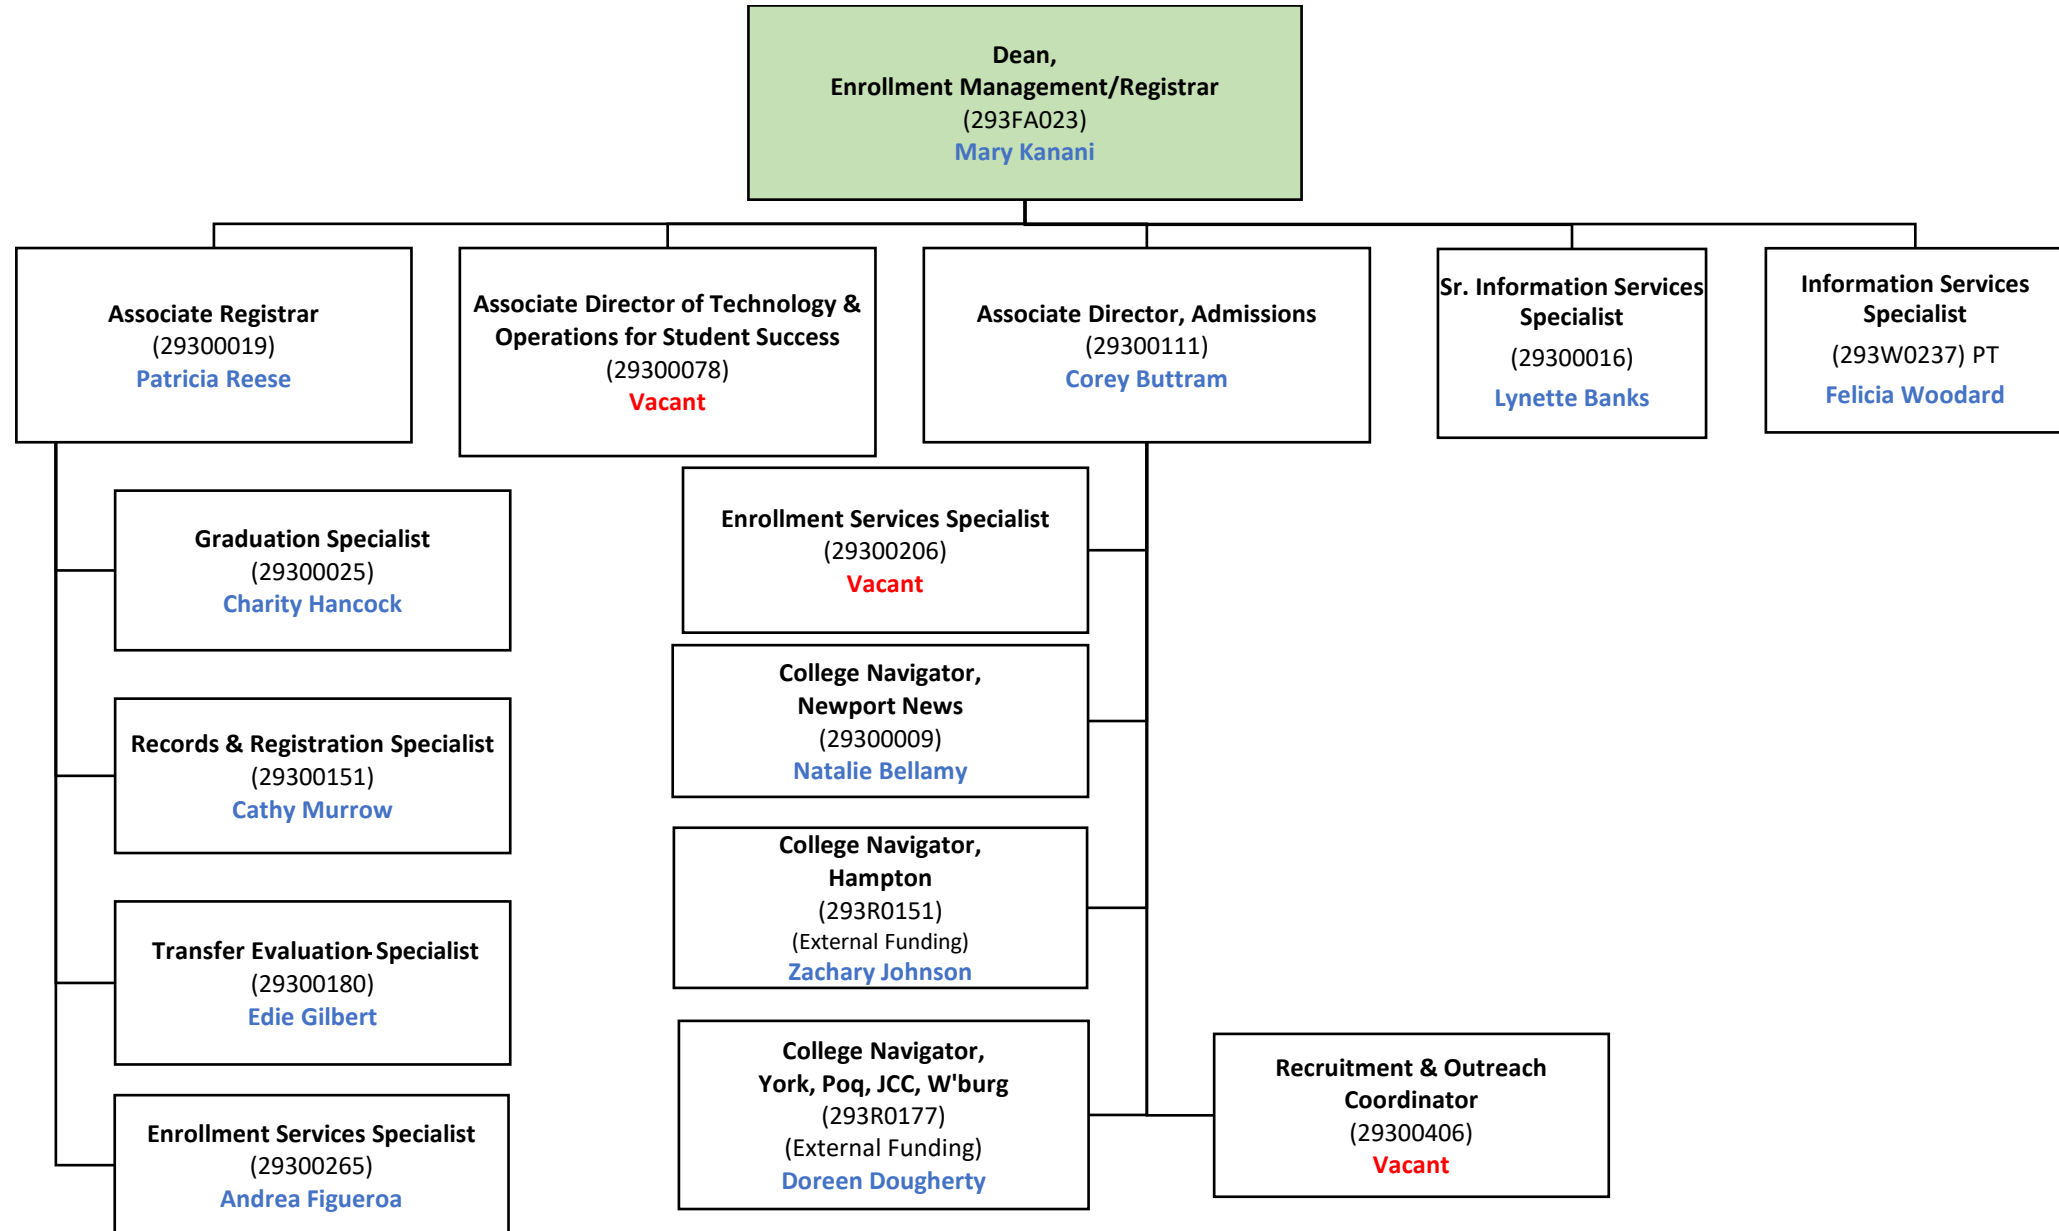 Dean,
Enrollment Management/Registrar
(293FA023)
Mary Kanani
Associate Registrar
(29300019)
Patricia Reese
Associate Director of Technology &
Operations for Student Success
(29300078)
Vacant
Associate Director, Admissions
(29300111)
Corey Buttram
Sr. Information Services
Specialist
(29300016)
Lynette Banks
Information Services
Specialist
(293W0237) PT
Felicia Woodard
Graduation Specialist
(29300025)
Charity Hancock
Records & Registration Specialist
(29300151)
Cathy Murrow
Transfer Evaluation-Specialist
(29300180)
Edie Gilbert
Enrollment Services Specialist
(29300265)
Andrea Figueroa
Enrollment Services Specialist
(29300206)
Vacant
College Navigator,
Newport News
(29300009)
Natalie Bellamy
College Navigator,
Hampton
(293R0151)
(External Funding)
Zachary Johnson
College Navigator,
York, Poq, JCC, W'burg
(293R0177)
(External Funding)
Doreen Dougherty
Recruitment & Outreach
Coordinator
(29300406)
Vacant